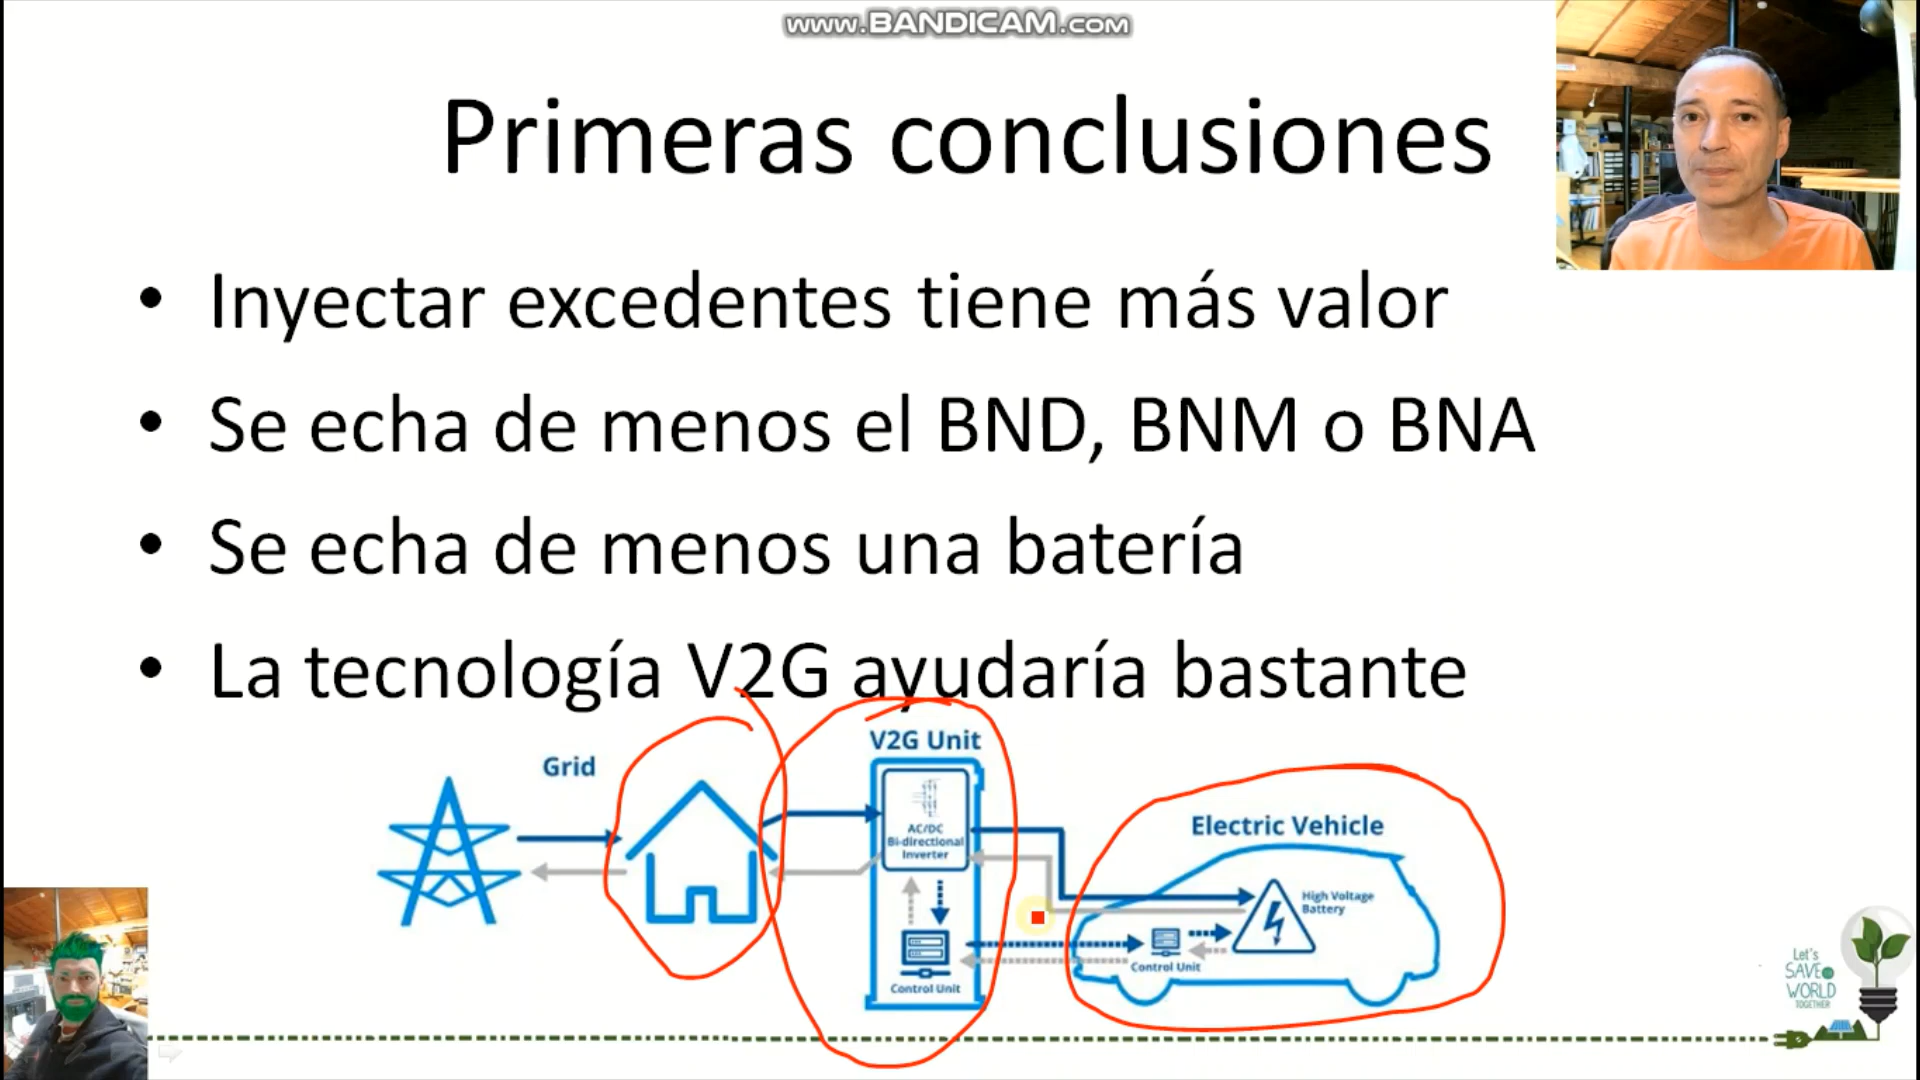 www.BANDICAM.com
Primeras conclusiones
• Inyectar excedentes tiene más valor
• Se echa de menos el BND, BNM o BNA
• Se echa de menos una batería
• La tecnología V2G ayudaría bastante
Grid
V2G Unit
AC/DC
Bi-directional
Inverter
Control Unit
Electric Vehicle
High Voltage
Battery
Control Unit
Let's
SAVE
WORLD
TOGETHER